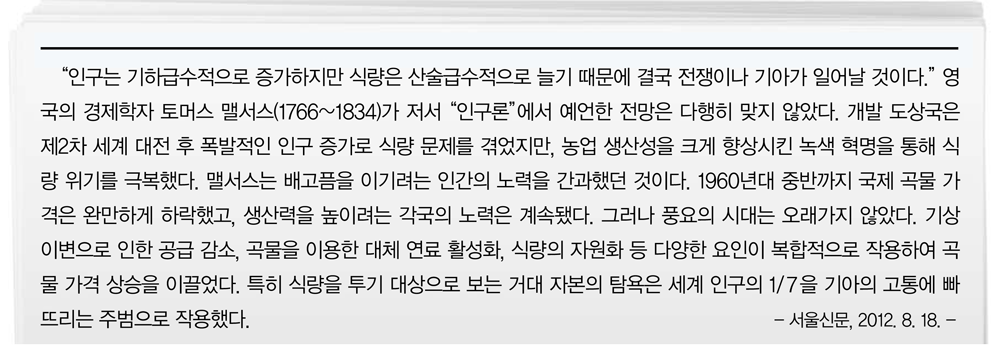 “인구는 기하급수적으로 증가하지만 식량은 산술급수적으로 늘기 때문에 결국 전쟁이나 기아가 일어날 것이다.” 영
국의 경제학자 토머스 맬서스(1766~1834)가 저서 “인구론”에서 예언한 전망은 다행히 맞지 않았다. 개발 도상국은
제2차 세계 대전 후 폭발적인 인구 증가로 식량 문제를 겪었지만, 농업 생산성을 크게 향상시킨 녹색 혁명을 통해 식
량 위기를 극복했다. 맬서스는 배고픔을 이기려는 인간의 노력을 간과했던 것이다. 1960년대 중반까지 국제 곡물 가
격은 완만하게 하락했고, 생산력을 높이려는 각국의 노력은 계속됐다. 그러나 풍요의 시대는 오래가지 않았다. 기상
이변으로 인한 공급 감소, 곡물을 이용한 대체 연료 활성화, 식량의 자원화 등 다양한 요인이 복합적으로 작용하여 곡
물 가격 상승을 이끌었다. 특히 식량을 투기 대상으로 보는 거대 자본의 탐욕은 세계 인구의 1/7을 기아의 고통에 빠
뜨리는 주범으로 작용했다. – 서울신문, 2012. 8. 18. –